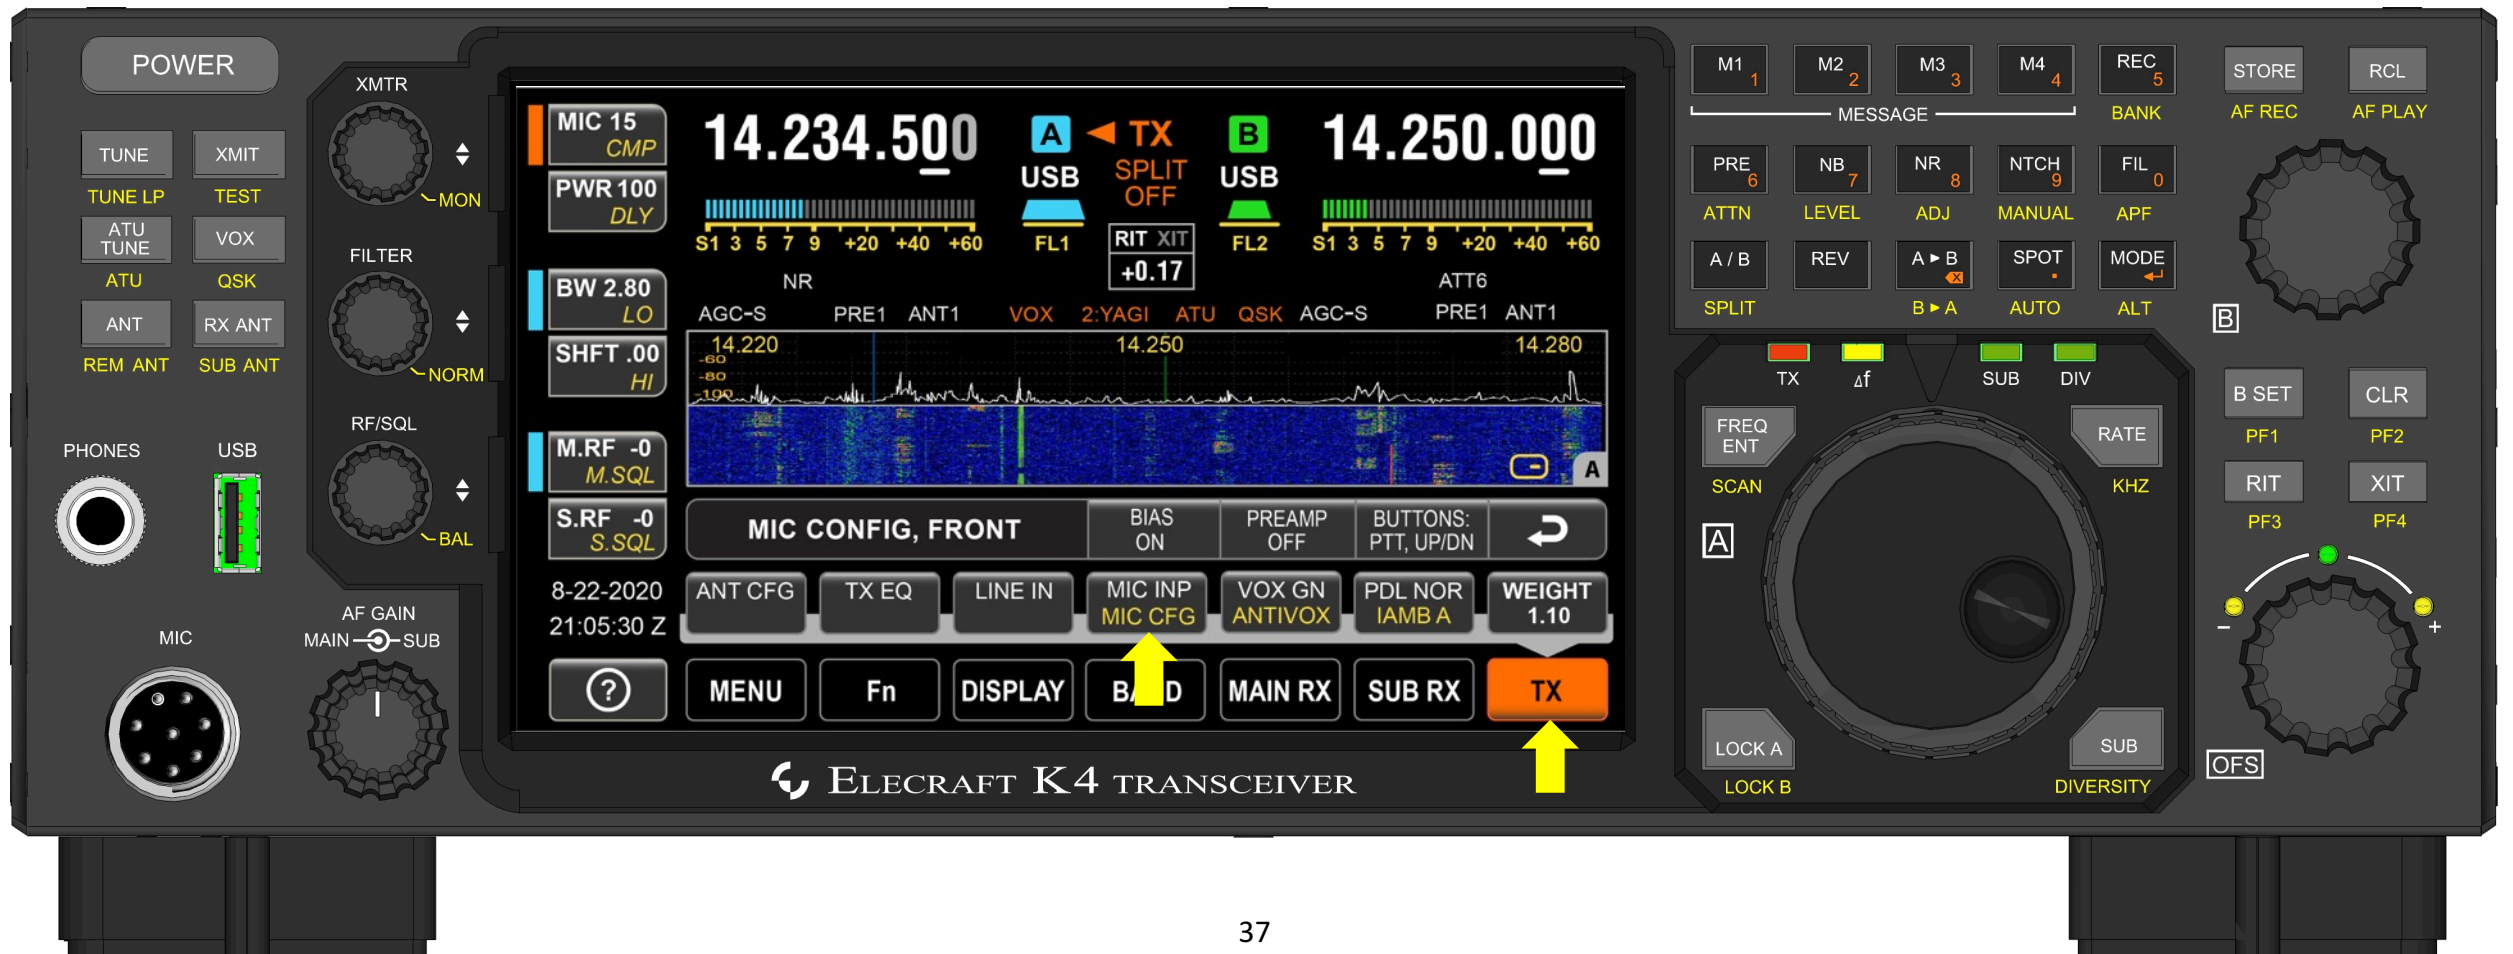 POWER
TUNE
XMIT
TUNE LP
TEST
ATU
TUNE
VOX
ATU
QSK
ANT
RX ANT
REM ANT
SUB ANT
PHONES
USB
MIC
XMTR
MON
FILTER
NORM
RF/SQL
BAL
AF GAIN
MAIN
SUB
MIC 15
CMP
PWR 100
DLY
BW 2.80
LO
SHFT .00
HI
M.RF -0
M.SQL
S.RF -0
S.SQL
8-22-2020
21:05:30 Z
?
14.234.500
A
TX
B
14.250.000
USB
SPLIT
OFF
USB
S1 3 5 7 9 +20 +40 +60
FL1
RIT XIT
+0.17
FL2
S1 3 5 7 9 +20 +40 +60
NR
ATT6
AGC-S PRE1 ANT1 VOX 2:YAGI ATU QSK AGC-S PRE1 ANT1
14.220 14.250 14.280
-60
-80
-100
A
MIC CONFIG, FRONT
BIAS
ON
PREAMP
OFF
BUTTONS:
PTT, UP/DN
ANT CFG
TX EQ
LINE IN
MIC INP
MIC CFG
VOX GN
ANTIVOX
PDL NOR
IAMB A
WEIGHT
1.10
MENU
Fn
DISPLAY
MAIN RX
SUB RX
TX
ELECRAFT K4 TRANSCEIVER
M1 1
M2 2
M3 3
M4 4
REC 5
MESSAGE
BANK
PRE 6
NB 7
NR 8
NTCH 9
FIL 0
ATTN
LEVEL
ADJ
MANUAL
APF
A / B
REV
A ► B
SPOT .
MODE
SPLIT
B ► A
AUTO
ALT
TX
Δf
SUB
DIV
FREQ
ENT
RATE
SCAN
KHZ
A
LOCK A
SUB
LOCK B
DIVERSITY
STORE
RCL
AF REC
AF PLAY
B
B SET
CLR
PF1
PF2
RIT
XIT
PF3
PF4
− +
OFS
37